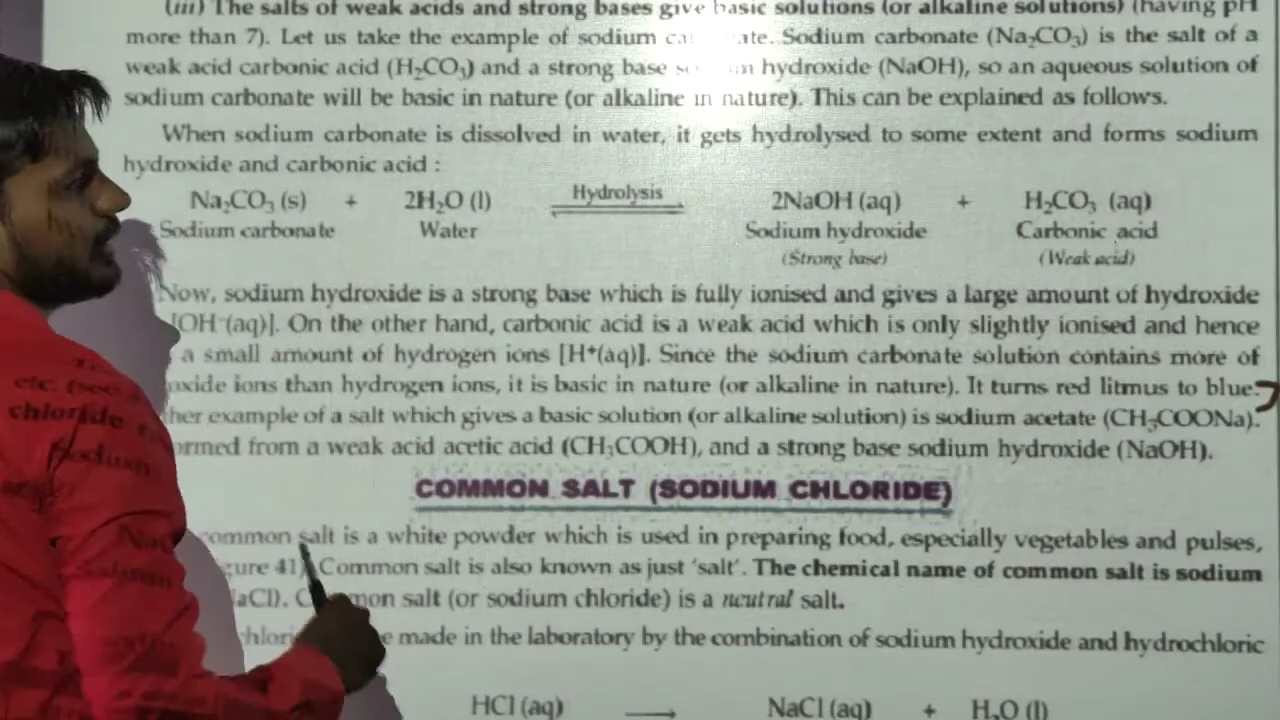 (iii) The salts of weak acids and strong bases give basic solutions (or alkaline solutions) (having pH
more than 7). Let us take the example of sodium ate. Sodium carbonate (Na₂CO₃) is the salt of a
weak acid carbonic acid (H₂CO₃) and a strong base hydroxide (NaOH), so an aqueous solution of
sodium carbonate will be basic in nature (or alkaline in nature). This can be explained as follows.
When sodium carbonate is dissolved in water, it gets hydrolysed to some extent and forms sodium
hydroxide and carbonic acid :
Na₂CO₃ (s) + 2H₂O (l) Hydrolysis 2NaOH (aq) + H₂CO₃ (aq)
Sodium carbonate Water Sodium hydroxide Carbonic acid
(Strong base) (Weak acid)
Now, sodium hydroxide is a strong base which is fully ionised and gives a large amount of hydroxide
[OH⁻(aq)]. On the other hand, carbonic acid is a weak acid which is only slightly ionised and hence
a small amount of hydrogen ions [H⁺(aq)]. Since the sodium carbonate solution contains more of
oxide ions than hydrogen ions, it is basic in nature (or alkaline in nature). It turns red litmus to blue.
her example of a salt which gives a basic solution (or alkaline solution) is sodium acetate (CH₃COONa).
ormed from a weak acid acetic acid (CH₃COOH), and a strong base sodium hydroxide (NaOH).
COMMON SALT (SODIUM CHLORIDE)
common salt is a white powder which is used in preparing food, especially vegetables and pulses,
gure 41). Common salt is also known as just 'salt'. The chemical name of common salt is sodium
aCl). mon salt (or sodium chloride) is a neutral salt.
chlori e made in the laboratory by the combination of sodium hydroxide and hydrochloric
HCl (aq) ⟶ NaCl (aq) + H₂O (l)
etc. (see
chloride
Sodium